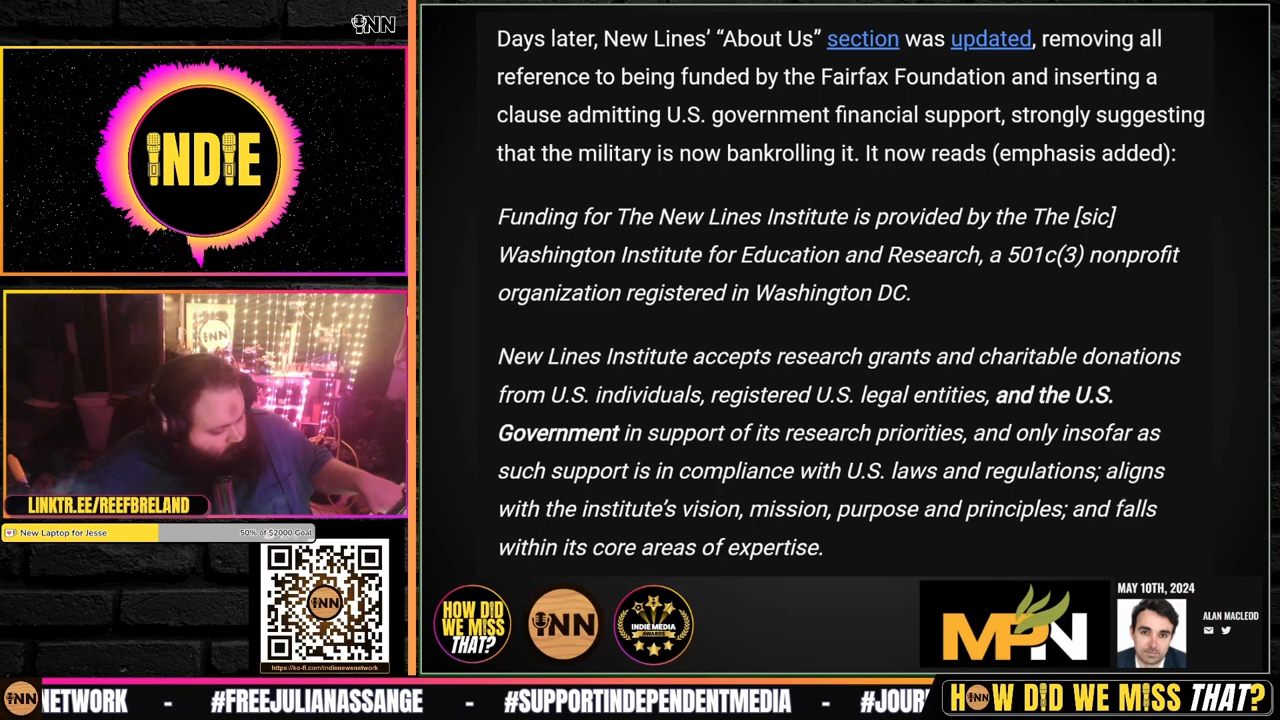 INN
INDIE
LINKTR.EE/REEFBRELAND
New Laptop for Jesse
50% of $2000 Goal
INN
https://ko-fi.com/indienewsnetwork
Days later, New Lines’ “About Us” section was updated, removing all
reference to being funded by the Fairfax Foundation and inserting a
clause admitting U.S. government financial support, strongly suggesting
that the military is now bankrolling it. It now reads (emphasis added):
Funding for The New Lines Institute is provided by the The [sic]
Washington Institute for Education and Research, a 501c(3) nonprofit
organization registered in Washington DC.
New Lines Institute accepts research grants and charitable donations
from U.S. individuals, registered U.S. legal entities, and the U.S.
Government in support of its research priorities, and only insofar as
such support is in compliance with U.S. laws and regulations; aligns
with the institute’s vision, mission, purpose and principles; and falls
within its core areas of expertise.
HOW DID
WE MISS
THAT?
INN
INDIE MEDIA
AWARDS
MPN
MAY 10TH, 2024
ALAN MACLEOD
INN
NETWORK - #FREEJULIANASSANGE - #SUPPORTINDEPENDENTMEDIA - #JOUR
HOW DID WE MISS THAT?